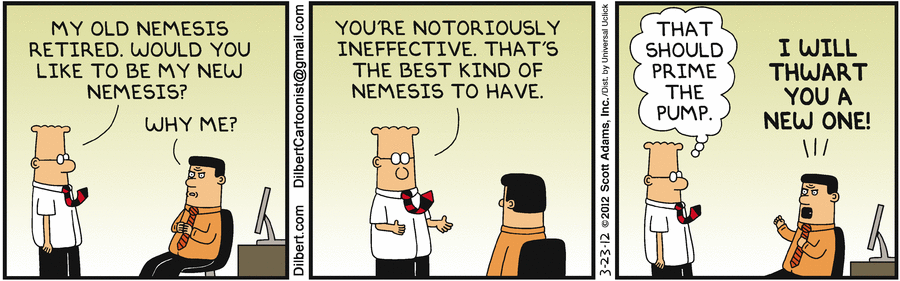 MY OLD NEMESIS
RETIRED. WOULD YOU
LIKE TO BE MY NEW
NEMESIS?
WHY ME?
Dilbert.com DilbertCartoonist@gmail.com
YOU'RE NOTORIOUSLY
INEFFECTIVE. THAT'S
THE BEST KIND OF
NEMESIS TO HAVE.
3-23-12 ©2012 Scott Adams, Inc. /Dist. by Universal Uclick
THAT
SHOULD
PRIME
THE
PUMP.
I WILL
THWART
YOU A
NEW ONE!